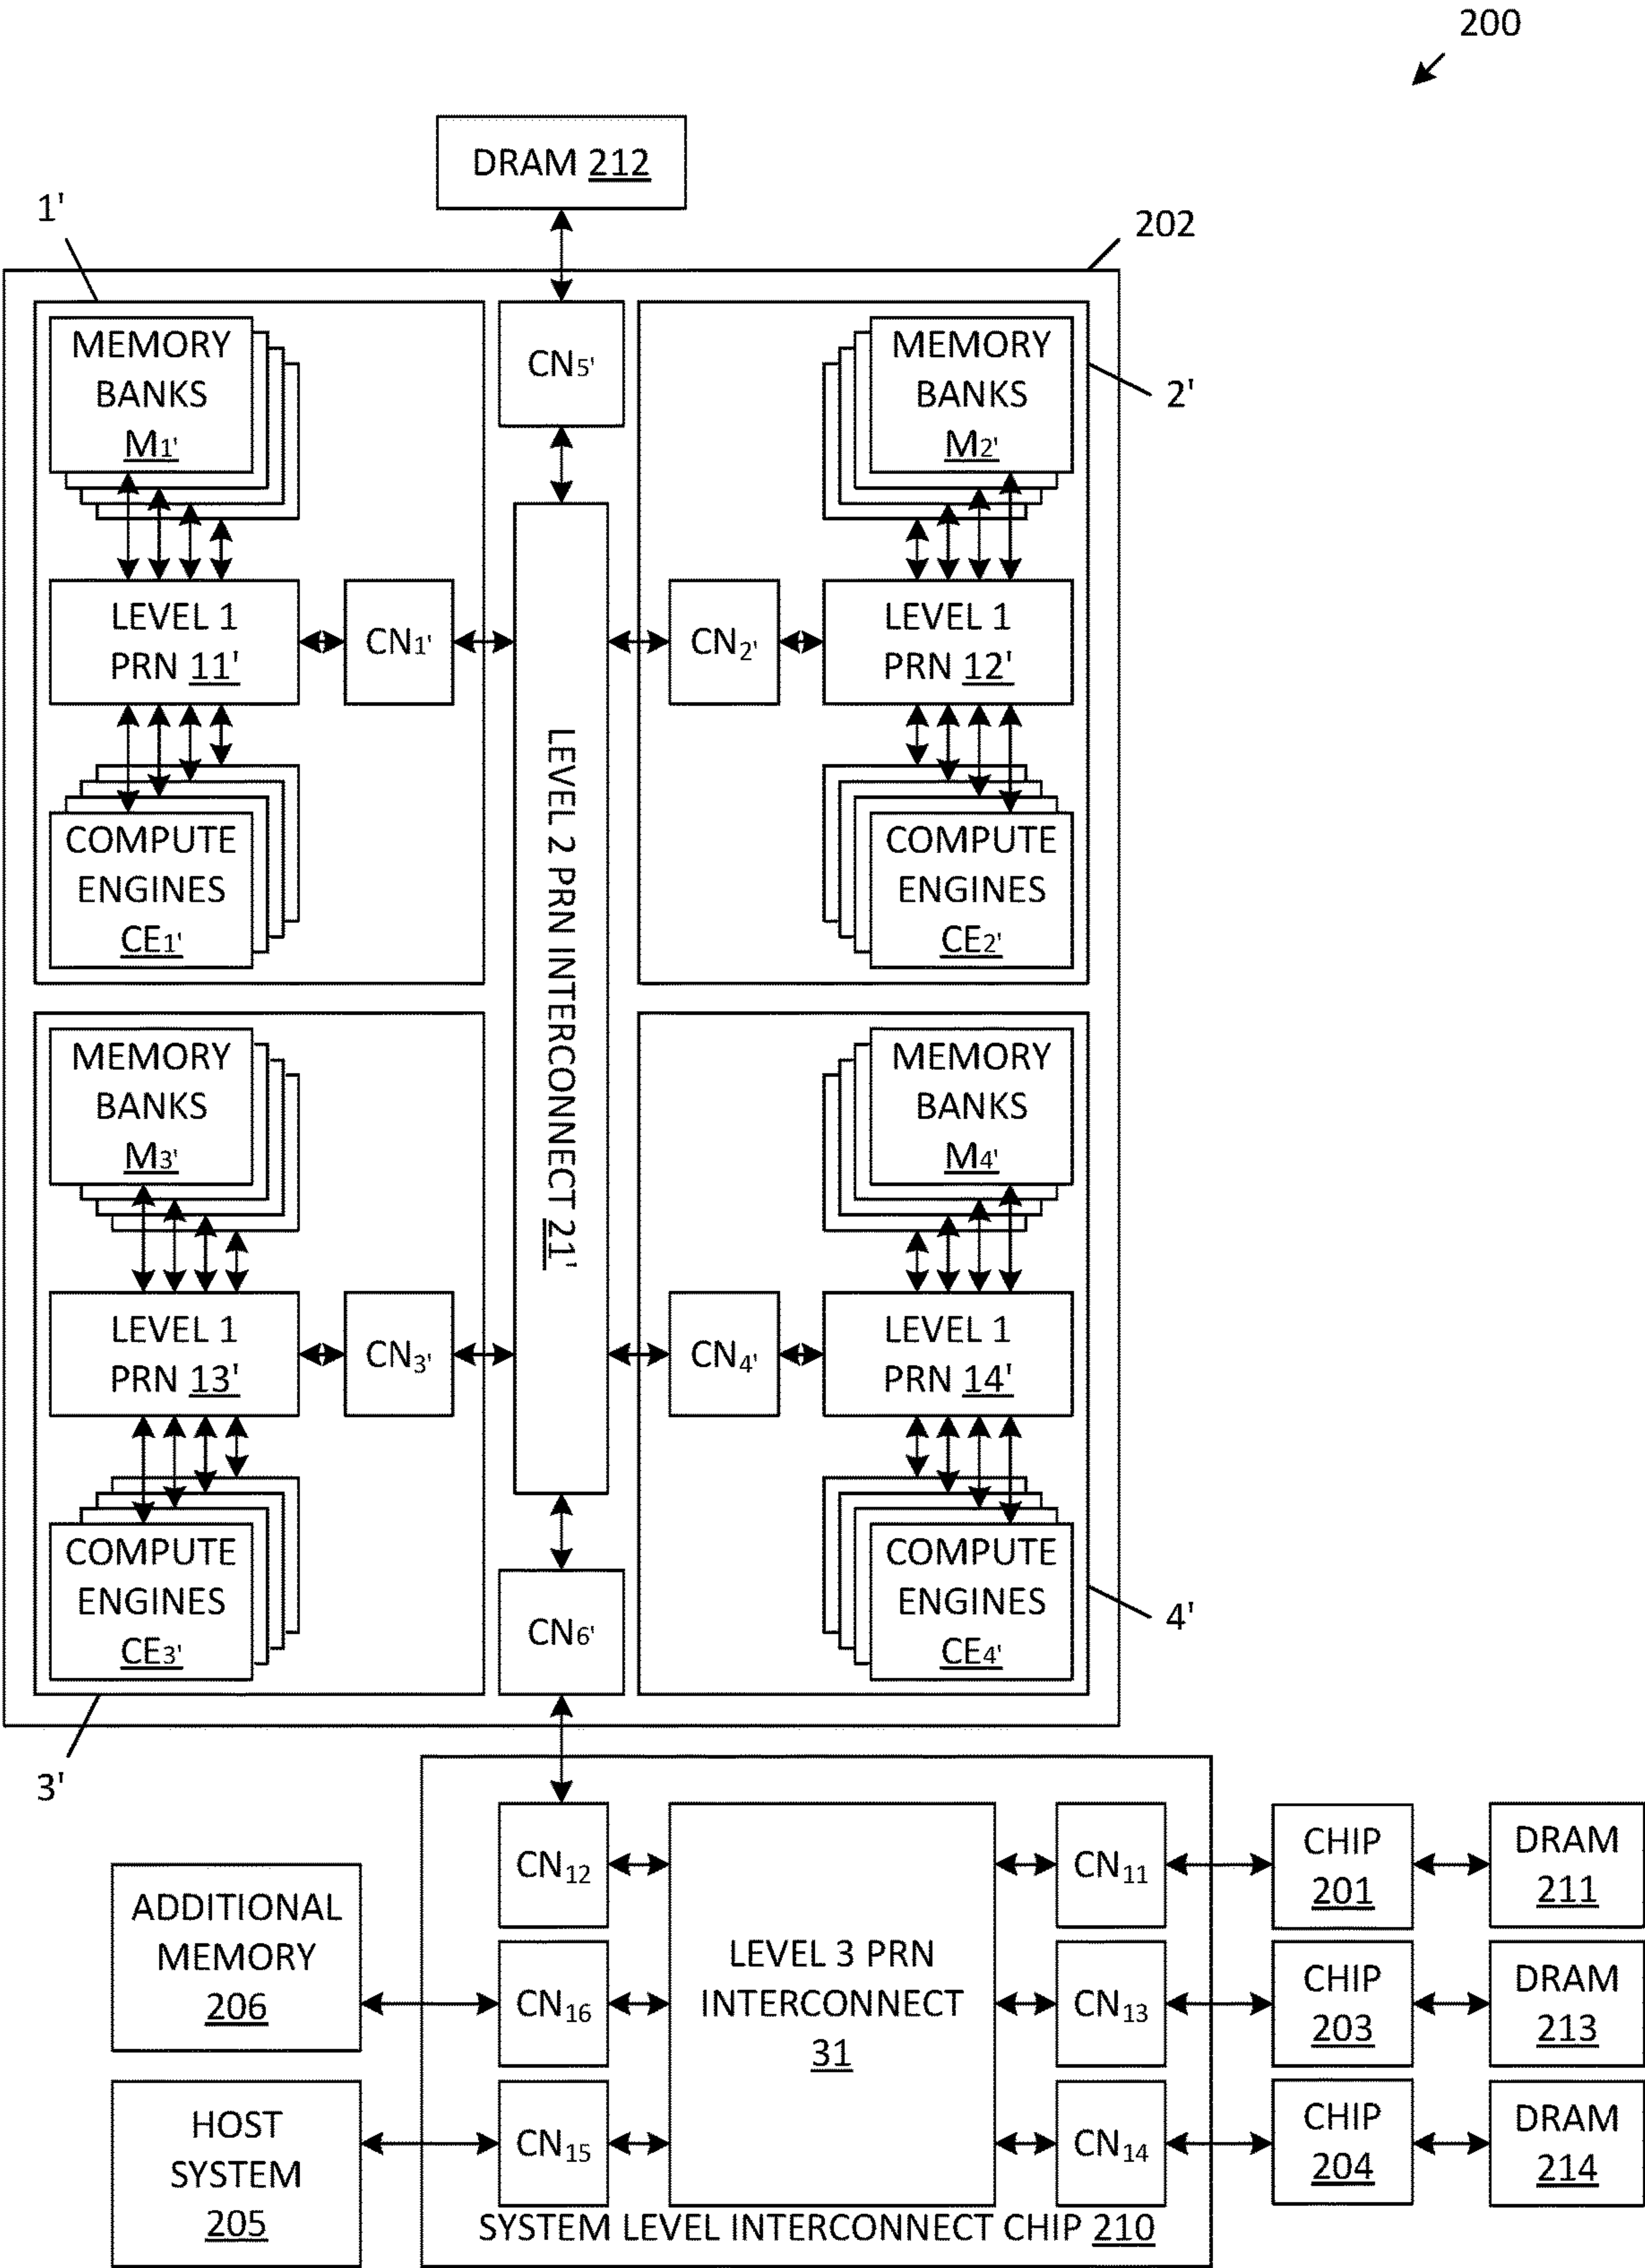 200
DRAM 212
1'
202
MEMORY
BANKS
M1'
CN5'
MEMORY
BANKS
M2'
2'
LEVEL 1
PRN 11'
CN1'
CN2'
LEVEL 1
PRN 12'
LEVEL 2 PRN INTERCONNECT 21'
COMPUTE
ENGINES
CE1'
COMPUTE
ENGINES
CE2'
MEMORY
BANKS
M3'
MEMORY
BANKS
M4'
LEVEL 1
PRN 13'
CN3'
CN4'
LEVEL 1
PRN 14'
COMPUTE
ENGINES
CE3'
CN6'
COMPUTE
ENGINES
CE4'
4'
3'
CN12
CN11
CHIP
201
DRAM
211
ADDITIONAL
MEMORY
206
CN16
LEVEL 3 PRN
INTERCONNECT
31
CN13
CHIP
203
DRAM
213
HOST
SYSTEM
205
CN15
CN14
CHIP
204
DRAM
214
SYSTEM LEVEL INTERCONNECT CHIP 210